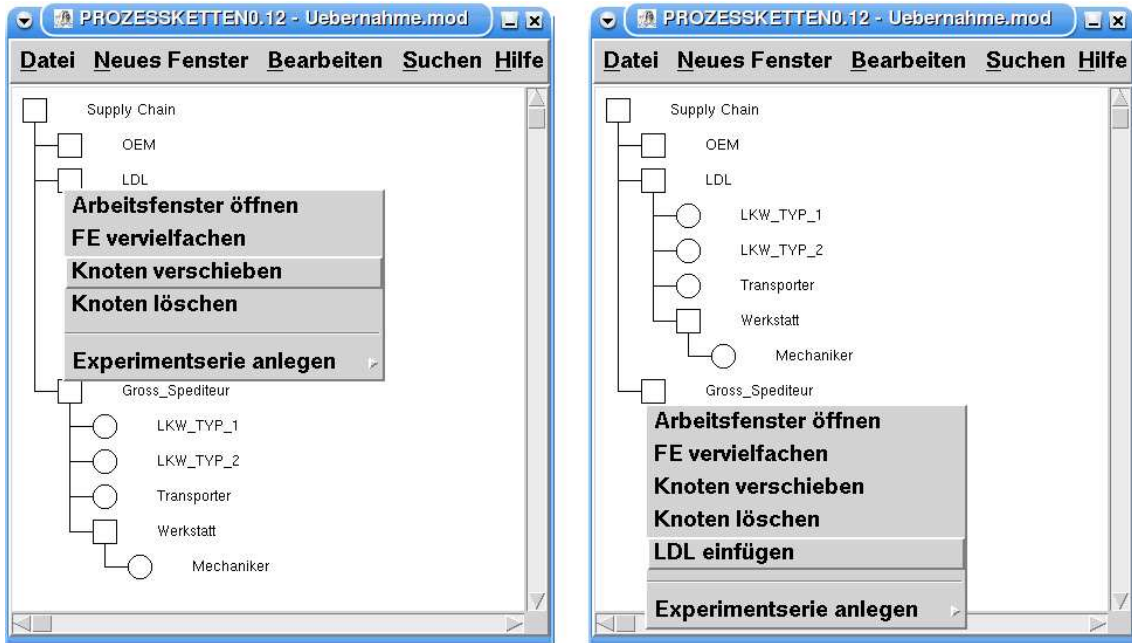 PROZESSKETTEN0.12 - Uebernahme.mod
Datei Neues Fenster Bearbeiten Suchen Hilfe
Supply Chain
OEM
LDL
Arbeitsfenster öffnen
FE vervielfachen
Knoten verschieben
Knoten löschen
Experimentserie anlegen
Gross_Spediteur
LKW_TYP_1
LKW_TYP_2
Transporter
Werkstatt
Mechaniker
PROZESSKETTEN0.12 - Uebernahme.mod
Datei Neues Fenster Bearbeiten Suchen Hilfe
Supply Chain
OEM
LDL
LKW_TYP_1
LKW_TYP_2
Transporter
Werkstatt
Mechaniker
Gross_Spediteur
Arbeitsfenster öffnen
FE vervielfachen
Knoten verschieben
Knoten löschen
LDL einfügen
Experimentserie anlegen